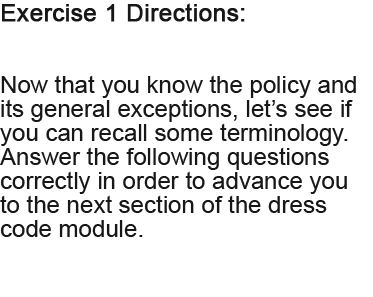 Exercise 1 Directions:
Now that you know the policy and
its general exceptions, let’s see if
you can recall some terminology.
Answer the following questions
correctly in order to advance you
to the next section of the dress
code module.